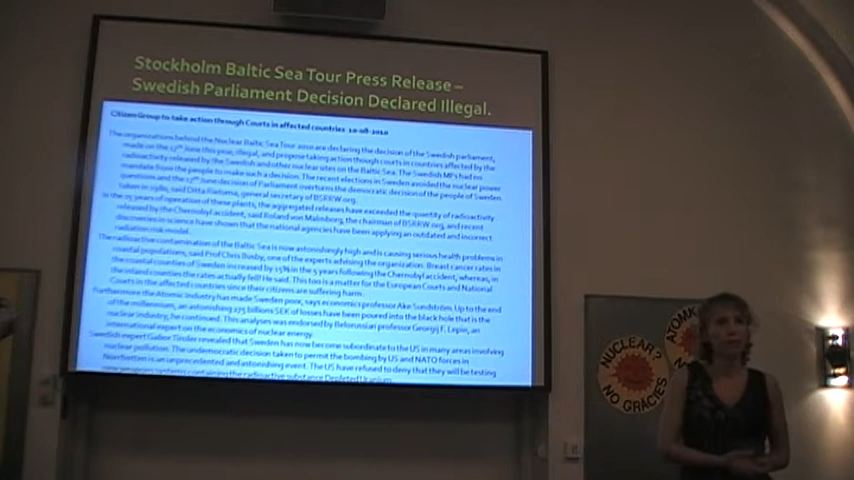 Stockholm Baltic Sea Tour Press Release –
Swedish Parliament Decision Declared Illegal.
Citizen Group to take action through Courts in affected countries 10-08-2010
The organizations behind the Nuclear Baltic Sea Tour 2010 are declaring the decision of the Swedish parliament,
made on the 17th June this year, illegal, and propose taking action though courts in countries affected by the
radioactivity released by the Swedish and other nuclear sites on the Baltic Sea. The Swedish MPs had no
mandate from the people to make such a decision. The recent elections in Sweden avoided the nuclear power
questions and the 17th June decision of Parliament overturns the democratic decision of the people of Sweden
taken in 1980, said Ditta Rietuma, general secretary of BSRRW.org.
In the 25 years of operation of these plants, the aggregated releases have exceeded the quantity of radioactivity
released by the Chernobyl accident, said Roland von Malmborg, the chairman of BSRRW.org, and recent
discoveries in science have shown that the national agencies have been applying an outdated and incorrect
radiation risk model.
The radioactive contamination of the Baltic Sea is now astonishingly high and is causing serious health problems in
coastal populations, said Prof Chris Busby, one of the experts advising the organization. Breast cancer rates in
the coastal counties of Sweden increased by 15% in the 5 years following the Chernobyl accident, whereas, in
the inland counties the rates actually fell! He said. This too is a matter for the European Courts and National
Courts in the affected countries since their citizens are suffering harm.
Furthermore the Atomic Industry has made Sweden poor, says economics professor Ake Sundström. Up to the end
of the millennium, an astonishing 275 billions SEK of losses have been poured into the black hole that is the
nuclear industry, he continued. This analyses was endorsed by Belorussian professor Georgij F. Lepin, an
international expert on the economics of nuclear energy.
Swedish expert Gabor Tiroler revealed that Sweden has now become subordinate to the US in many areas involving
nuclear pollution. The undemocratic decision taken to permit the bombing by US and NATO forces in
Norrbotten is an unprecedented and astonishing event. The US have refused to deny that they will be testing
new weapons systems containing the radioactive substance Depleted Uranium.
NUCLEAR?
NO GRACIES
ATOMK
N